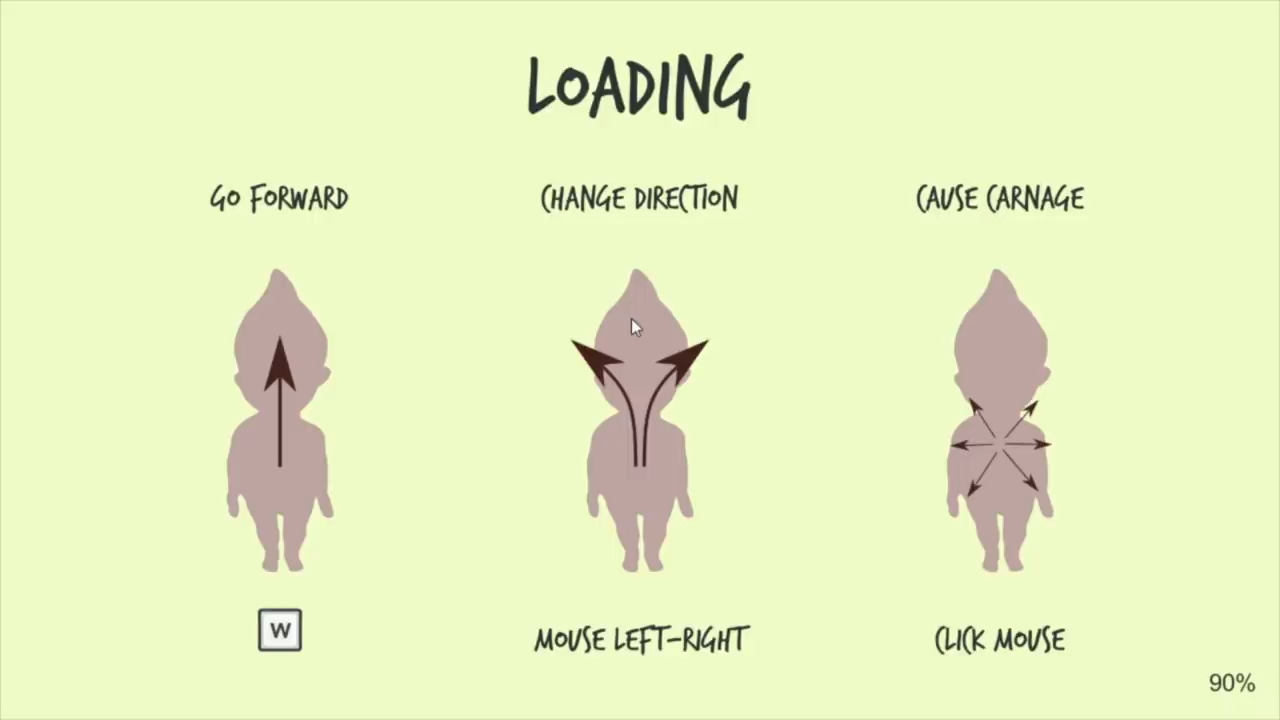 LOADING
GO FORWARD
CHANGE DIRECTION
CAUSE CARNAGE
W
MOUSE LEFT-RIGHT
CLICK MOUSE
90%